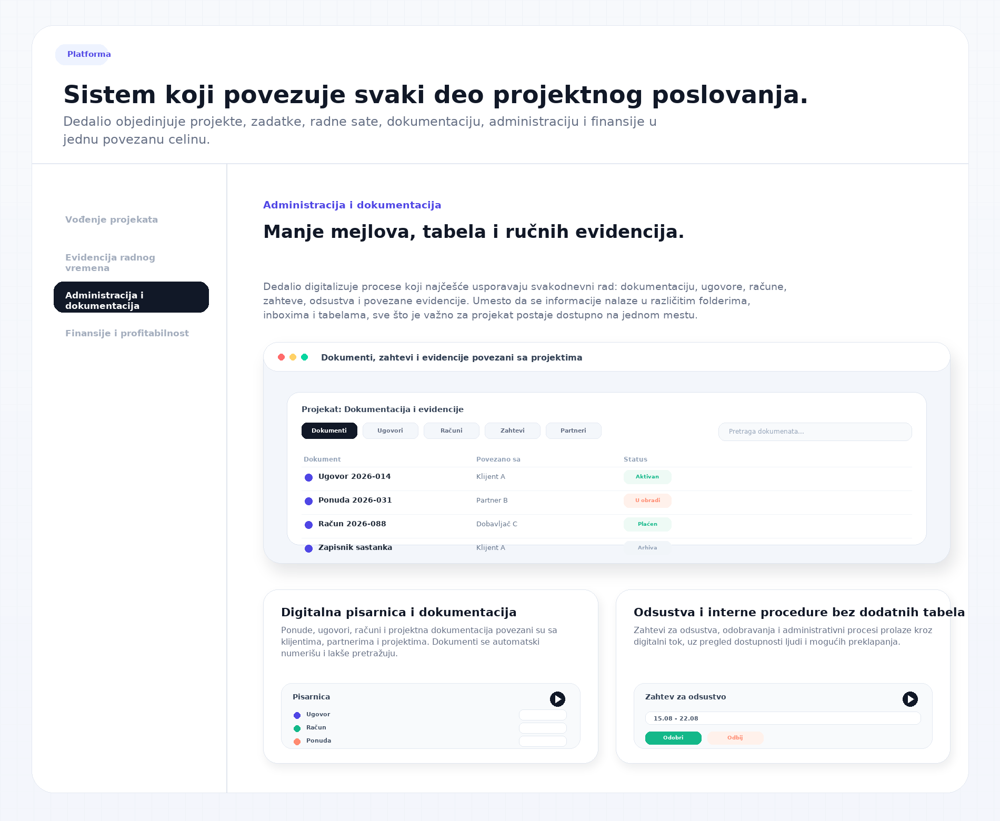 Platforma
Sistem koji povezuje svaki deo projektnog poslovanja.
Dedalio objedinjuje projekte, zadatke, radne sate, dokumentaciju, administraciju i finansije u
jednu povezanu celinu.
Vođenje projekata
Evidencija radnog
vremena
Administracija i
dokumentacija
Finansije i profitabilnost
Administracija i dokumentacija
Manje mejlova, tabela i ručnih evidencija.
Dedalio digitalizuje procese koji najčešće usporavaju svakodnevni rad: dokumentaciju, ugovore, račune,
zahteve, odsustva i povezane evidencije. Umesto da se informacije nalaze u različitim folderima,
inboxima i tabelama, sve što je važno za projekat postaje dostupno na jednom mestu.
Dokumenti, zahtevi i evidencije povezani sa projektima
Projekat: Dokumentacija i evidencije
Dokumenti Ugovori Računi Zahtevi Partneri Pretraga dokumenata...
Dokument Povezano sa Status
Ugovor 2026-014 Klijent A Aktivan
Ponuda 2026-031 Partner B U obradi
Račun 2026-088 Dobavljač C Plaćen
Zapisnik sastanka Klijent A Arhiva
Digitalna pisarnica i dokumentacija
Ponude, ugovori, računi i projektna dokumentacija povezani su sa
klijentima, partnerima i projektima. Dokumenti se automatski
numerišu i lakše pretražuju.
Pisarnica
Ugovor
Račun
Ponuda
Odsustva i interne procedure bez dodatnih tabela
Zahtevi za odsustva, odobravanja i administrativni procesi prolaze kroz
digitalni tok, uz pregled dostupnosti ljudi i mogućih preklapanja.
Zahtev za odsustvo
15.08 - 22.08
Odobri Odbij